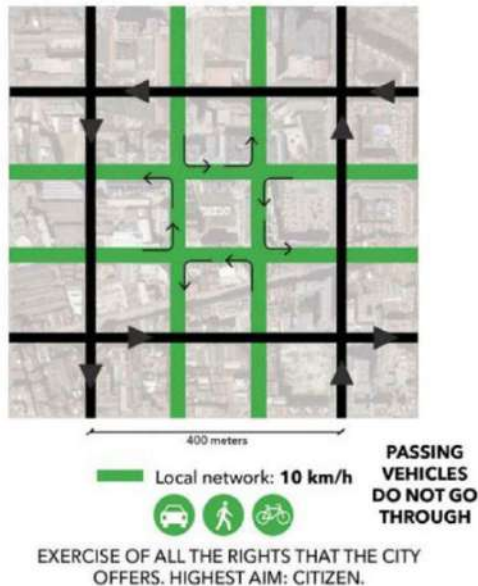 400 meters
Local network: 10 km/h
PASSING
VEHICLES
DO NOT GO
THROUGH
EXERCISE OF ALL THE RIGHTS THAT THE CITY
OFFERS. HIGHEST AIM: CITIZEN.